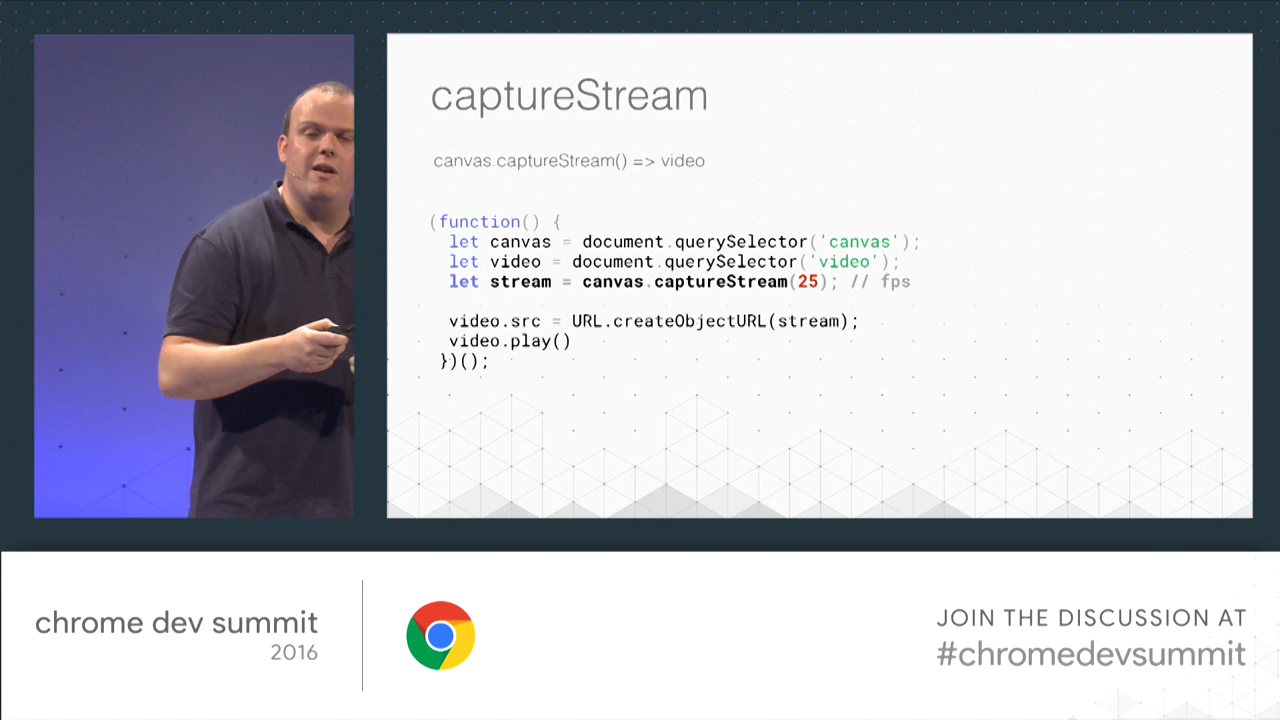 captureStream
canvas.captureStream() => video
(function() {
let canvas = document.querySelector('canvas');
let video = document.querySelector('video');
let stream = canvas.captureStream(25); // fps
video.src = URL.createObjectURL(stream);
video.play()
})();
chrome dev summit
2016
JOIN THE DISCUSSION AT
#chromedevsummit